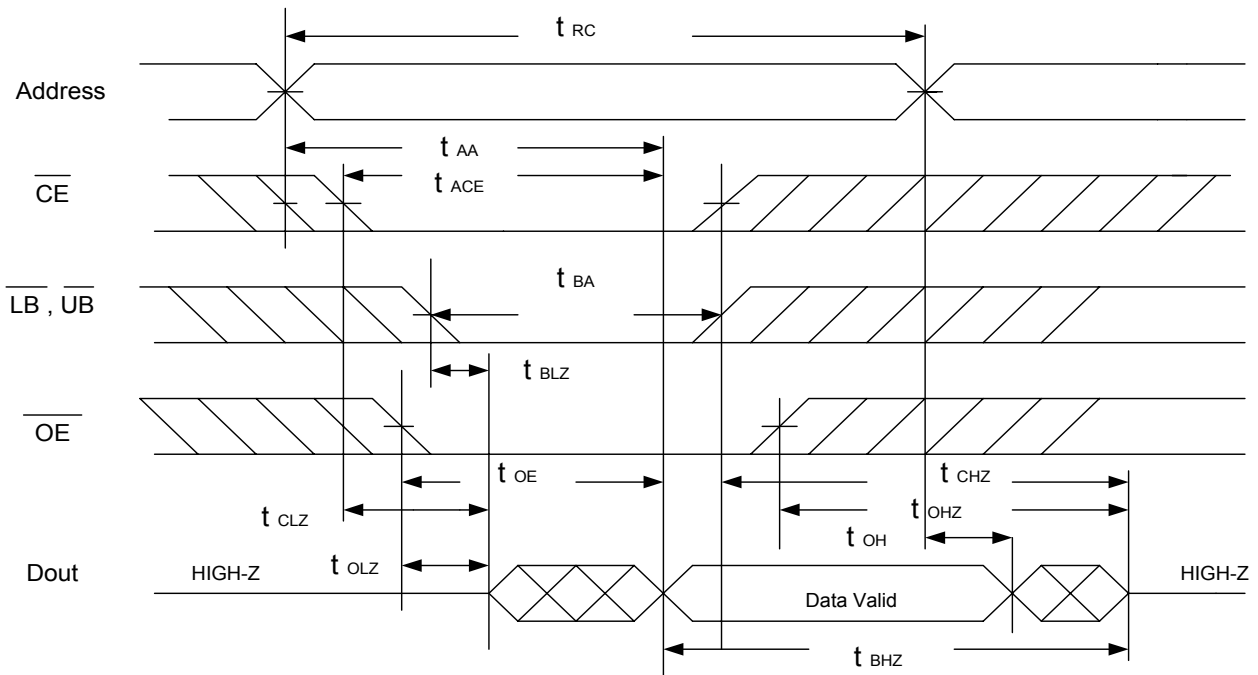 t RC
Address
t AA
CE
t ACE
LB , UB
t BA
t BLZ
OE
t OE
t CHZ
t CLZ
t OHZ
t OH
Dout
HIGH-Z
t OLZ
Data Valid
HIGH-Z
t BHZ